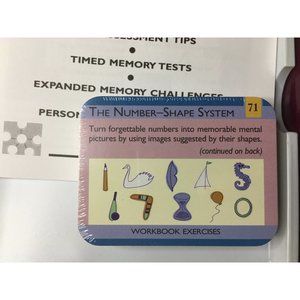 TIPS
•
TIMED MEMORY TESTS
•
EXPANDED MEMORY CHALLENGES
•
THE NUMBER–SHAPE SYSTEM
71
Turn forgettable numbers into memorable mental
pictures by using images suggested by their shapes.
(continued on back)
WORKBOOK EXERCISES